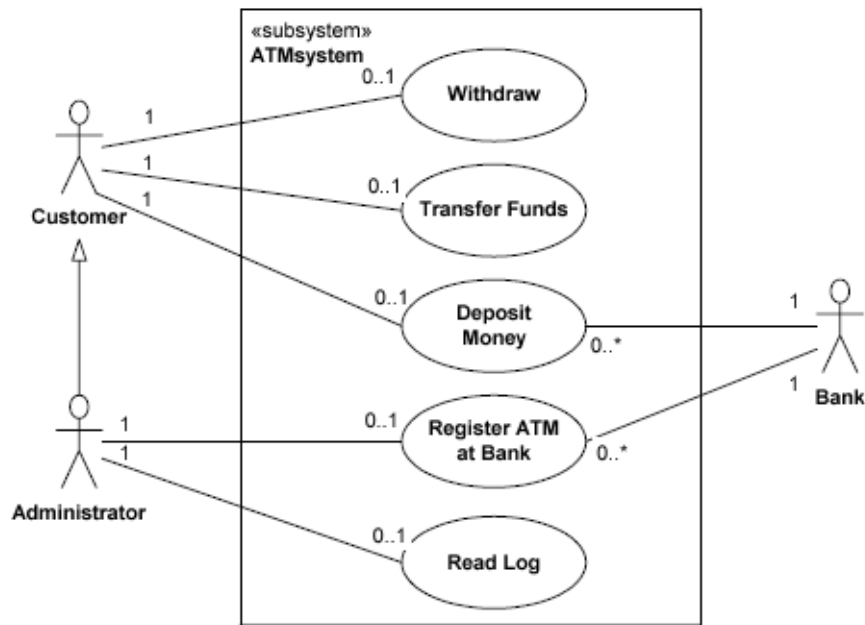 «subsystem»
ATMsystem
0..1
Withdraw
1
1
0..1
Transfer Funds
1
Customer
0..1
Deposit
Money
1
0..*
1
Bank
1
0..1
Register ATM
at Bank
0..*
1
Administrator
0..1
Read Log